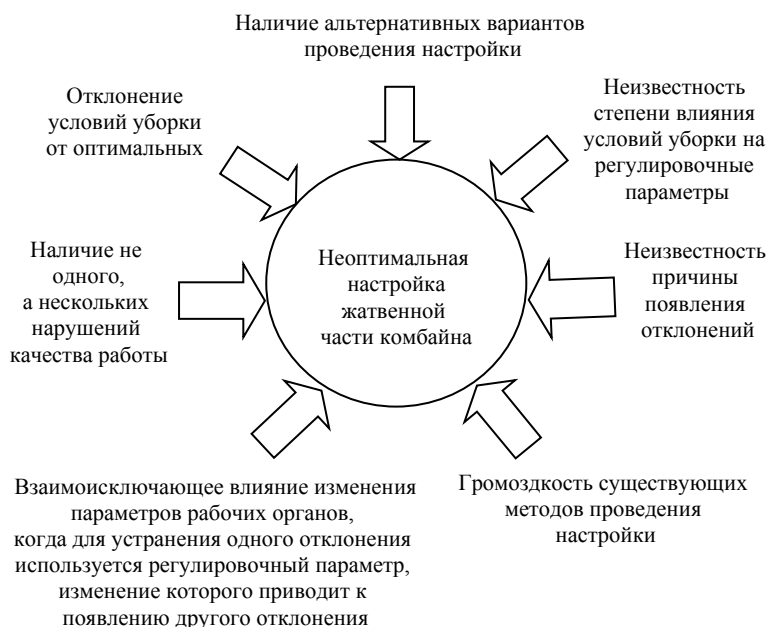 Наличие альтернативных вариантов
проведения настройки
Отклонение
условий уборки
от оптимальных
Неизвестность
степени влияния
условий уборки на
регулировочные
параметры
Наличие не
одного,
а нескольких
нарушений
качества работы
Неоптимальная
настройка
жатвенной
части комбайна
Неизвестность
причины
появления
отклонений
Взаимоисключающее влияние изменения
параметров рабочих органов,
когда для устранения одного отклонения
используется регулировочный параметр,
изменение которого приводит к
появлению другого отклонения
Громоздкость существующих
методов проведения
настройки